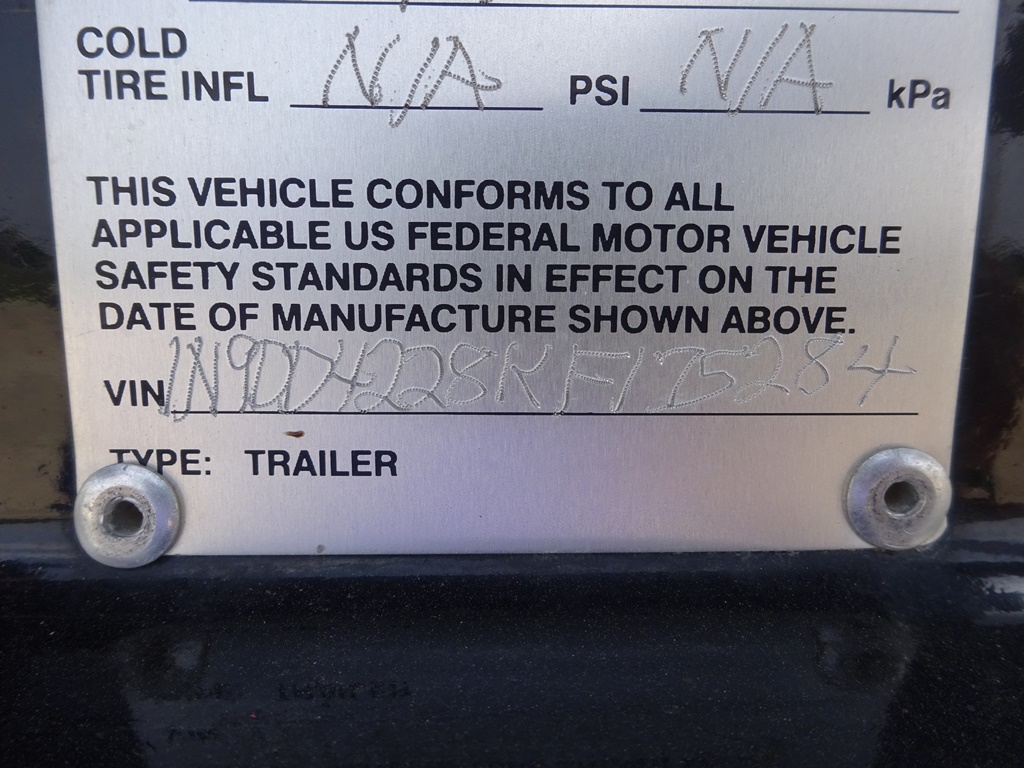 COLD
TIRE INFL N/A PSI N/A kPa
THIS VEHICLE CONFORMS TO ALL
APPLICABLE US FEDERAL MOTOR VEHICLE
SAFETY STANDARDS IN EFFECT ON THE
DATE OF MANUFACTURE SHOWN ABOVE.
VIN 1N9DD4228KF175284
TYPE: TRAILER